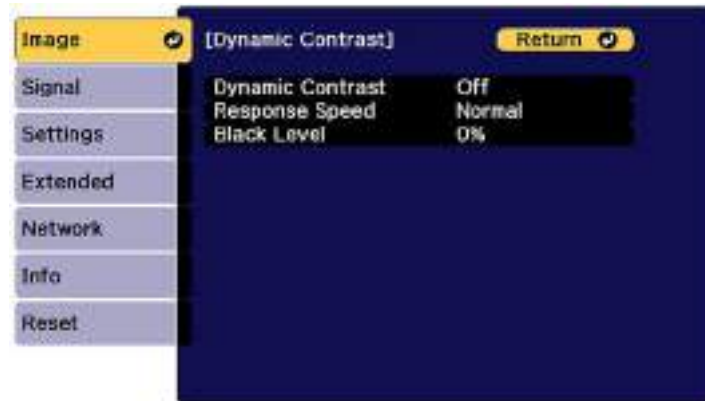 Image
Signal
Settings
Extended
Network
Info
Reset
[Dynamic Contrast]
Return
Dynamic Contrast Off
Response Speed Normal
Black Level 0%